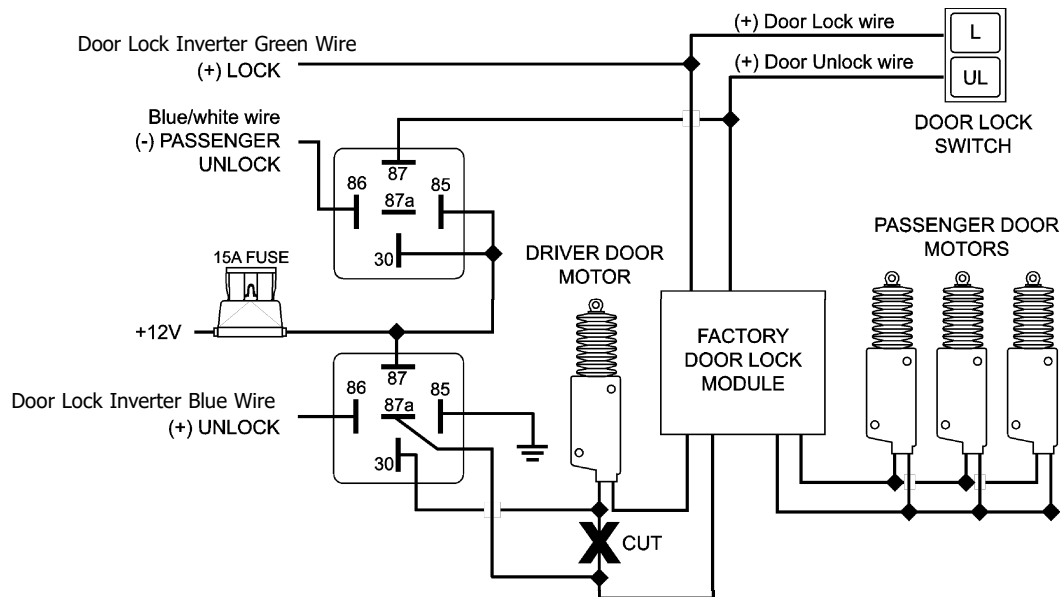 (+) Door Lock wire
L
Door Lock Inverter Green Wire
(+) LOCK
(+) Door Unlock wire
UL
DOOR LOCK
SWITCH
Blue/white wire
(-) PASSENGER
UNLOCK
87
86
87a
85
30
15A FUSE
+12V
DRIVER DOOR
MOTOR
PASSENGER DOOR
MOTORS
FACTORY
DOOR LOCK
MODULE
87
86
87a
85
30
Door Lock Inverter Blue Wire
(+) UNLOCK
CUT